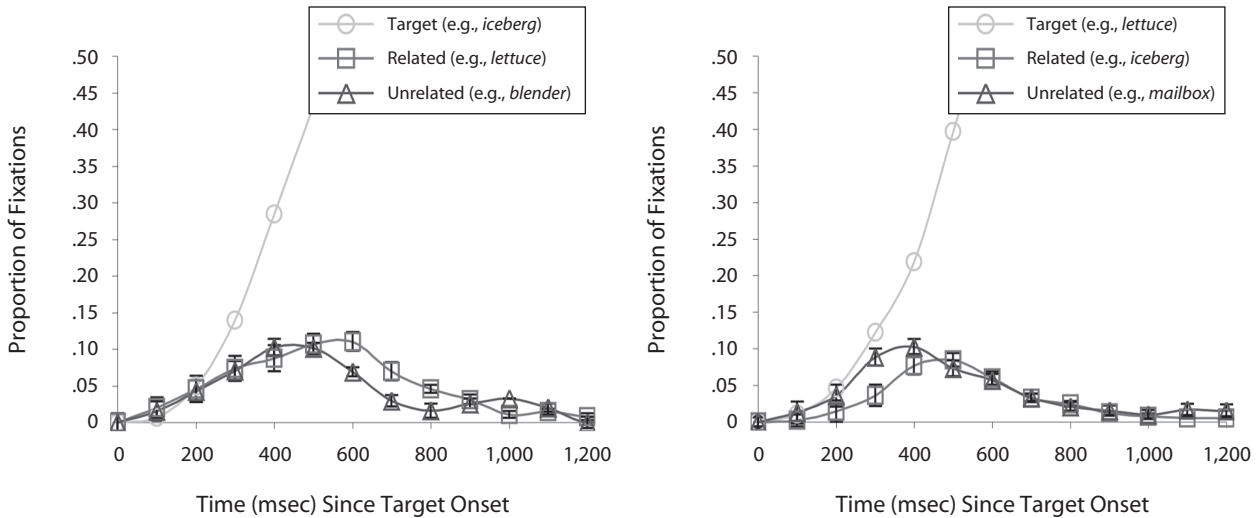 Target (e.g., iceberg)
Related (e.g., lettuce)
Unrelated (e.g., blender)
.50
.45
.40
.35
.30
.25
.20
.15
.10
.05
0
Proportion of Fixations
0 200 400 600 800 1,000 1,200
Time (msec) Since Target Onset
Target (e.g., lettuce)
Related (e.g., iceberg)
Unrelated (e.g., mailbox)
.50
.45
.40
.35
.30
.25
.20
.15
.10
.05
0
Proportion of Fixations
0 200 400 600 800 1,000 1,200
Time (msec) Since Target Onset